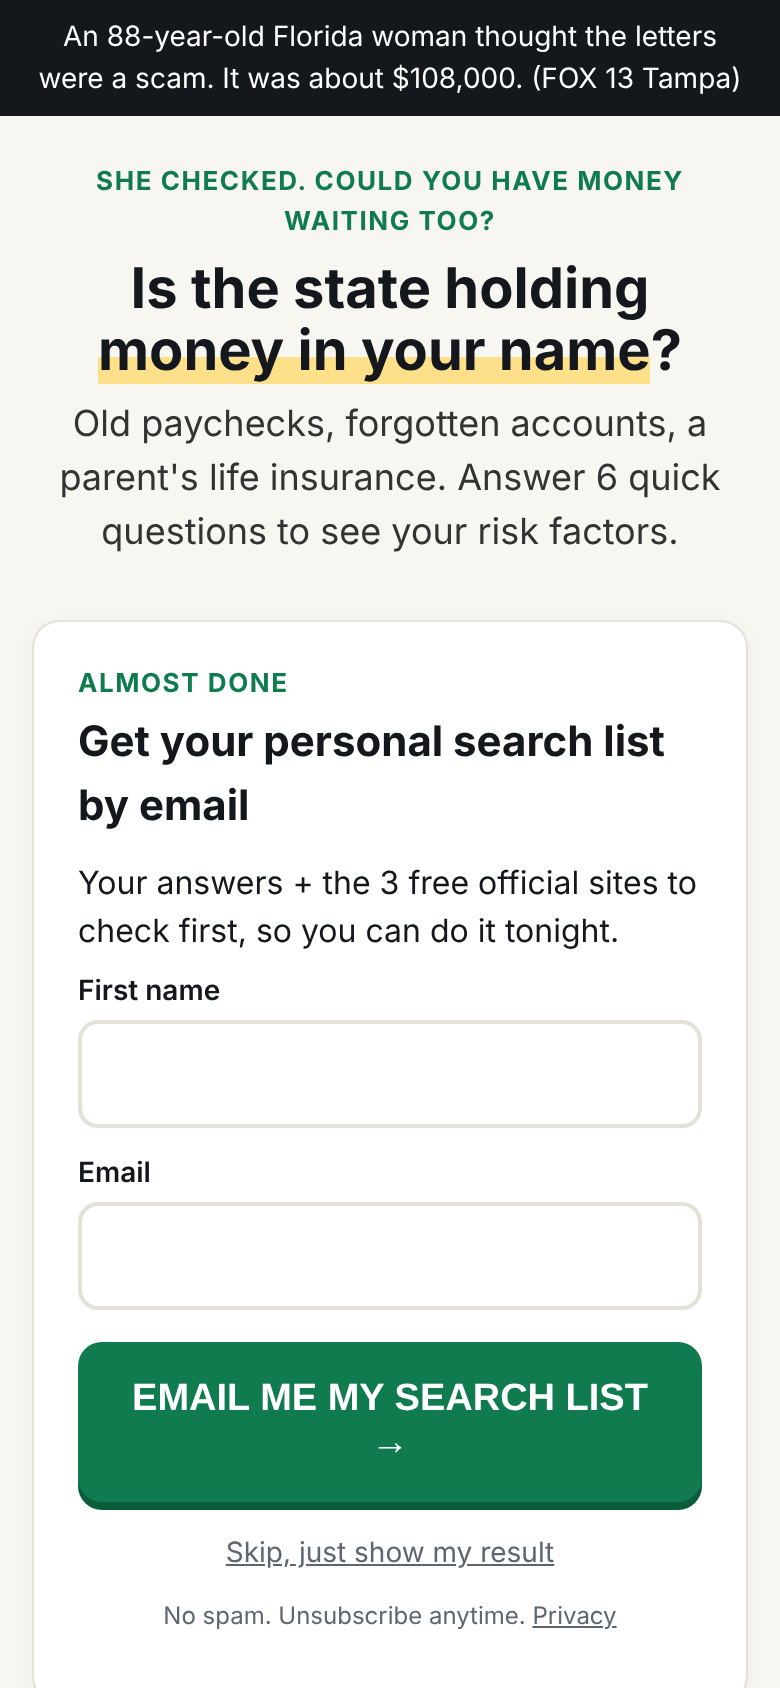 An 88-year-old Florida woman thought the letters
were a scam. It was about $108,000. (FOX 13 Tampa)
SHE CHECKED. COULD YOU HAVE MONEY
WAITING TOO?
Is the state holding
money in your name?
Old paychecks, forgotten accounts, a
parent's life insurance. Answer 6 quick
questions to see your risk factors.
ALMOST DONE
Get your personal search list
by email
Your answers + the 3 free official sites to
check first, so you can do it tonight.
First name
Email
EMAIL ME MY SEARCH LIST
→
Skip, just show my result
No spam. Unsubscribe anytime. Privacy